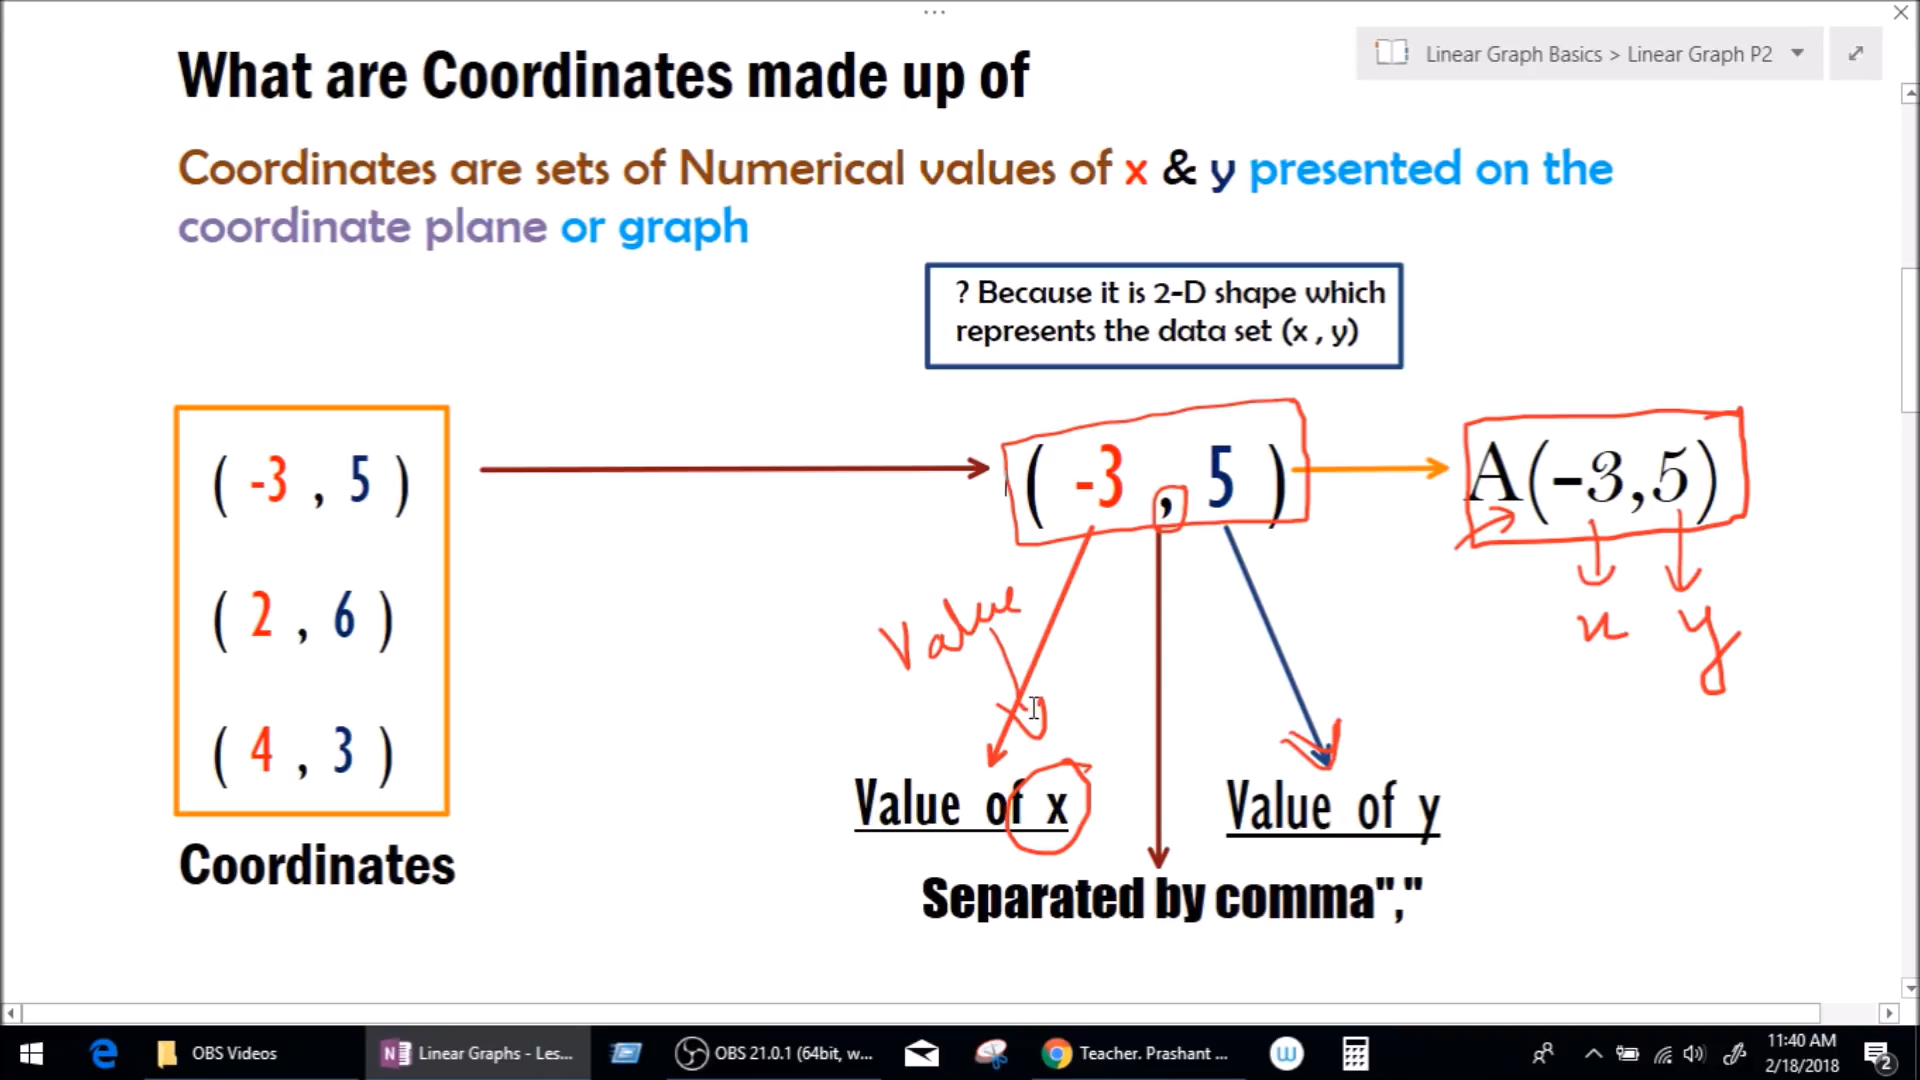 What are Coordinates made up of
Linear Graph Basics > Linear Graph P2
Coordinates are sets of Numerical values of x & y presented on the
coordinate plane or graph
? Because it is 2-D shape which
represents the data set (x , y)
( -3 , 5 )
( -3 , 5 )
A(-3,5)
( 2 , 6 )
Value
x y
( 4 , 3 )
Value of x
Value of y
Coordinates
Separated by comma","
OBS Videos
Linear Graphs - Les...
OBS 21.0.1 (64bit, w...
Teacher. Prashant ...
11:40 AM
2/18/2018
2